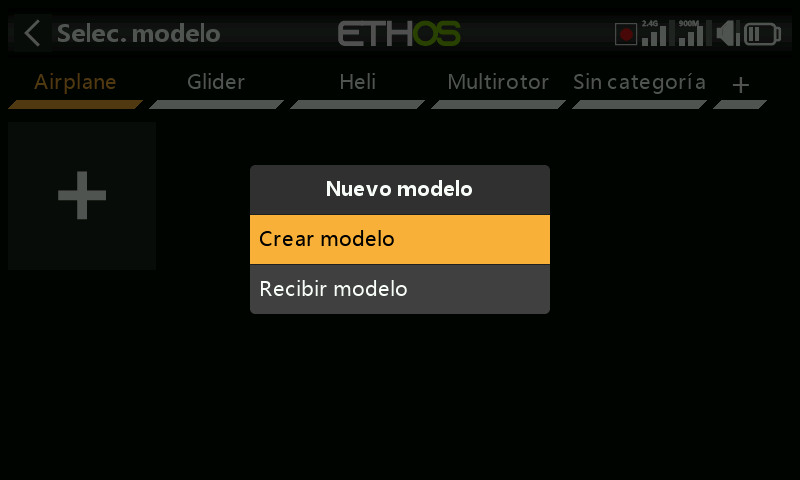 Selec. modelo
ETHOS
2.4G
900M
Airplane
Glider
Heli
Multirotor
Sin categoría
+
Nuevo modelo
Crear modelo
Recibir modelo